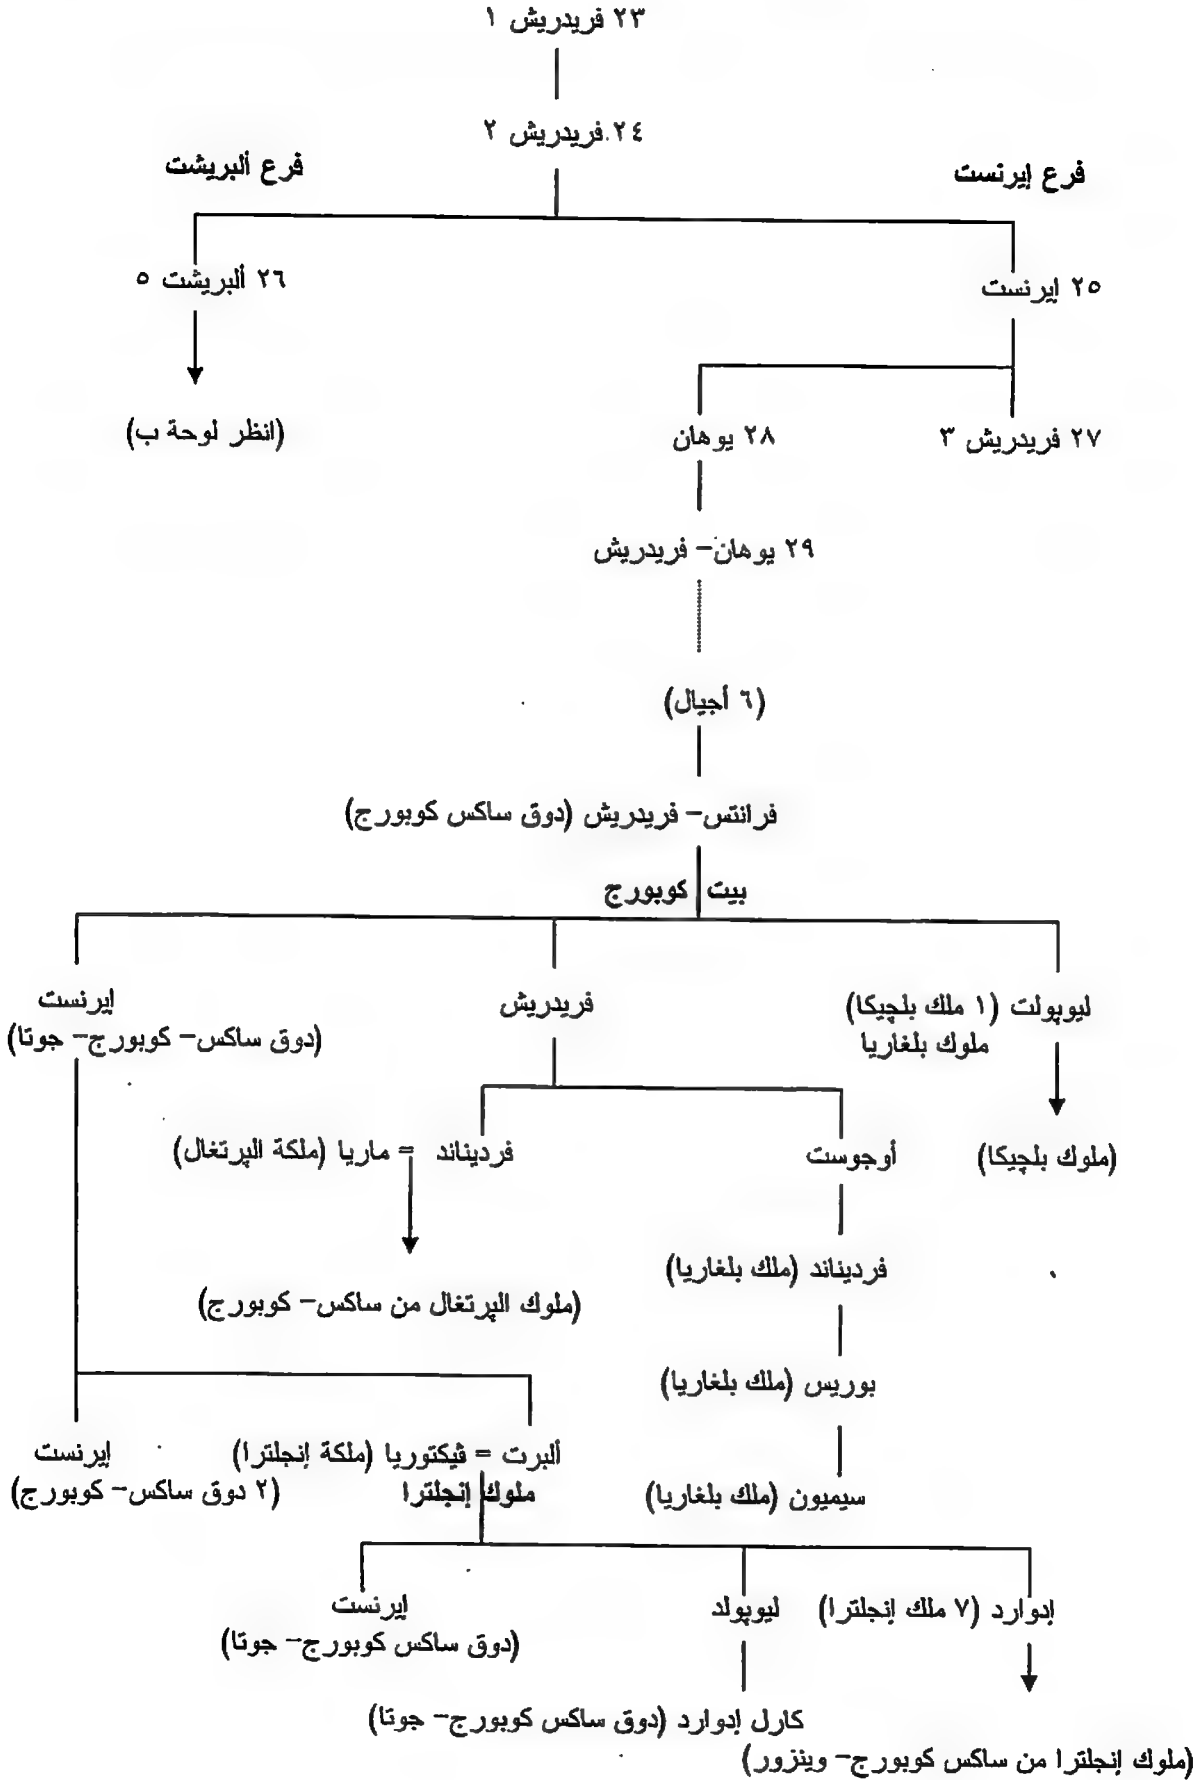 ٢٣ فريدريش ١
٢٤ فريدريش ٢
فرع إيرنست
فرع ألبريشت
٢٥ إيرنست
٢٦ ألبريشت ٥
(انظر لوحة ب)
٢٧ فريدريش ٣
٢٨ يوهان
٢٩ يوهان- فريدريش
(٦ أجيال)
فرانتس- فريدريش (دوق ساكس كوبورج)
بيت كوبورج
ليوبولت (١ ملك بلچيكا)
ملوك بلغاريا
فريدريش
إيرنست
(دوق ساكس- كوبورج- جوتا)
(ملوك بلچيكا)
أوجوست
فرديناند = ماريا (ملكة البرتغال)
فرديناند (ملك بلغاريا)
(ملوك الپرتغال من ساكس- كوبورج)
بوريس (ملك بلغاريا)
ألبرت = ڤيكتوريا (ملكة إنجلترا)
ملوك إنجلترا
إيرنست
(٢ دوق ساكس- كوبورج)
سيميون (ملك بلغاريا)
إدوارد (٧ ملك إنجلترا)
ليوپولد
إيرنست
(دوق ساكس كوبورج- جوتا)
كارل إدوارد (دوق ساكس كوبورج- جوتا)
(ملوك إنجلترا من ساكس كوبورج- وينزور)